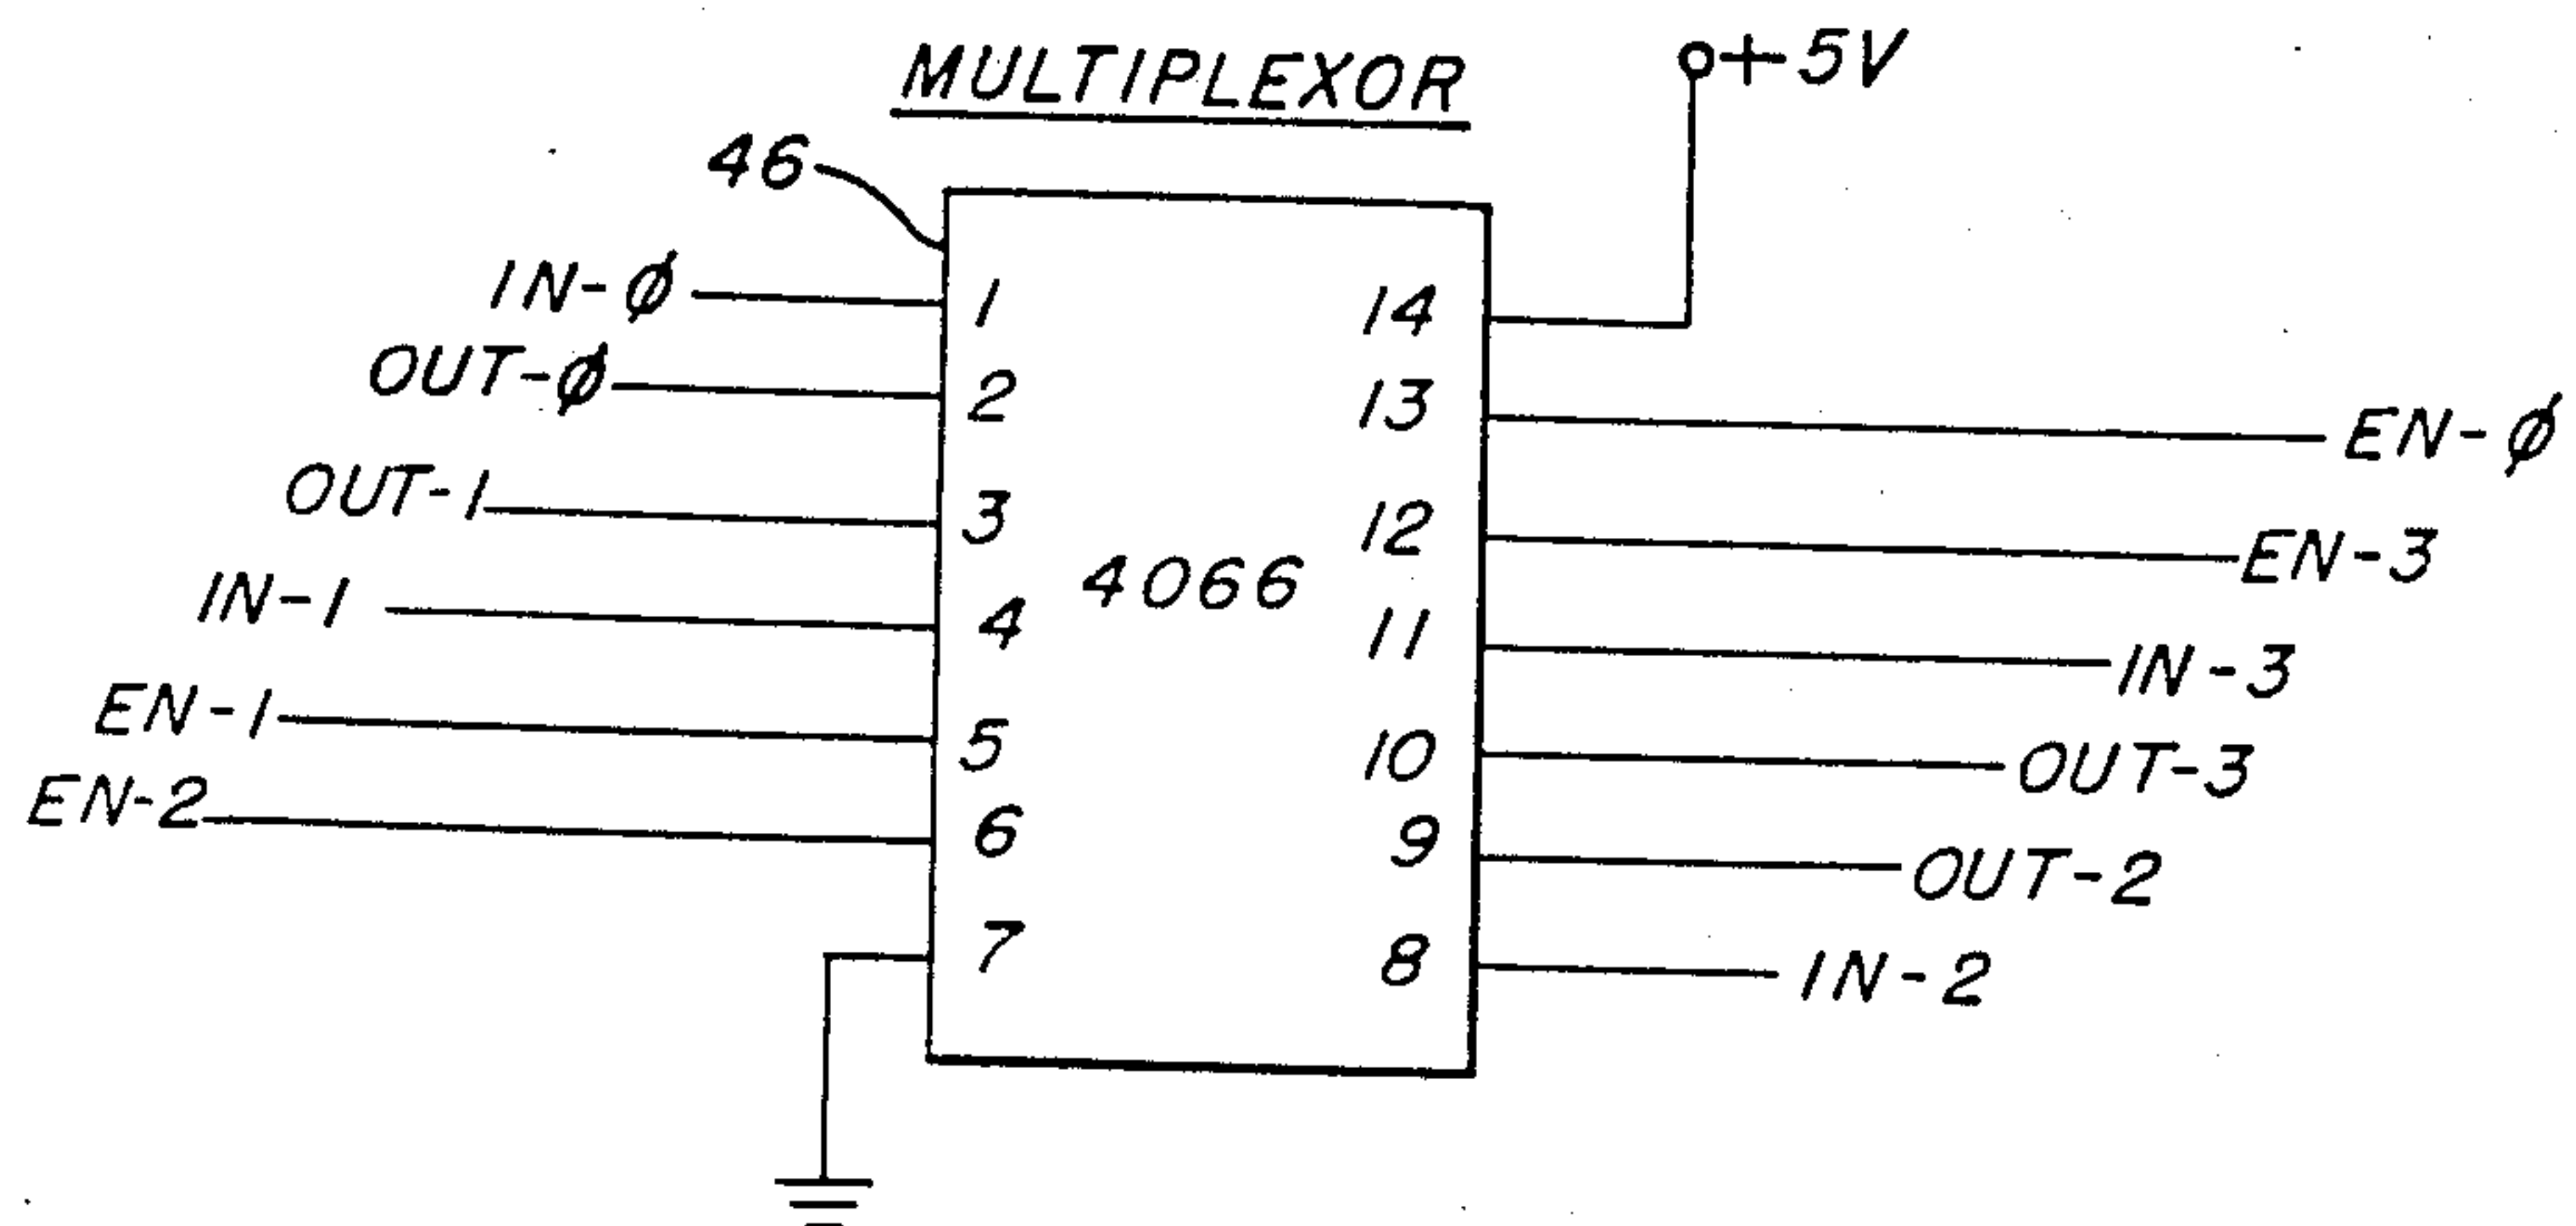 MULTIPLEXOR
+5V
46
IN-Ø
OUT-Ø
OUT-1
IN-1
EN-1
EN-2
1
2
3
4
5
6
7
4066
14
13
12
11
10
9
8
EN-Ø
EN-3
IN-3
OUT-3
OUT-2
IN-2